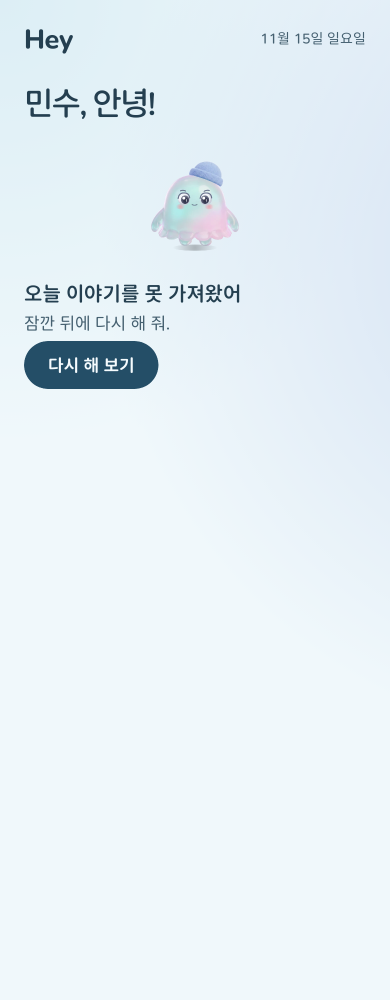 Hey
11월 15일 일요일
민수, 안녕!
오늘 이야기를 못 가져왔어
잠깐 뒤에 다시 해 줘.
다시 해 보기